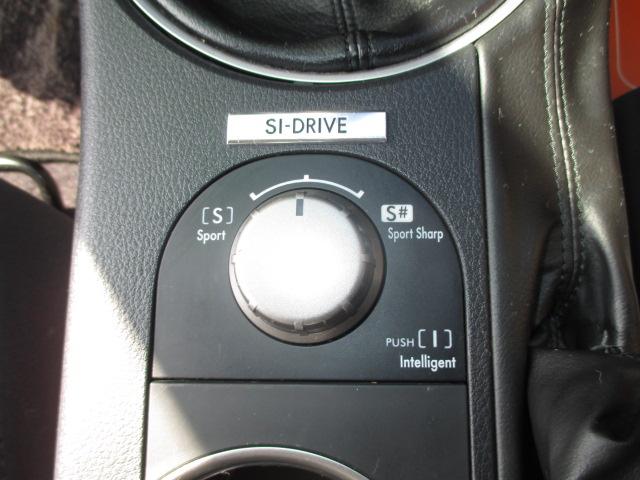 SI-DRIVE
[S]
Sport
S#
Sport Sharp
PUSH [I]
Intelligent